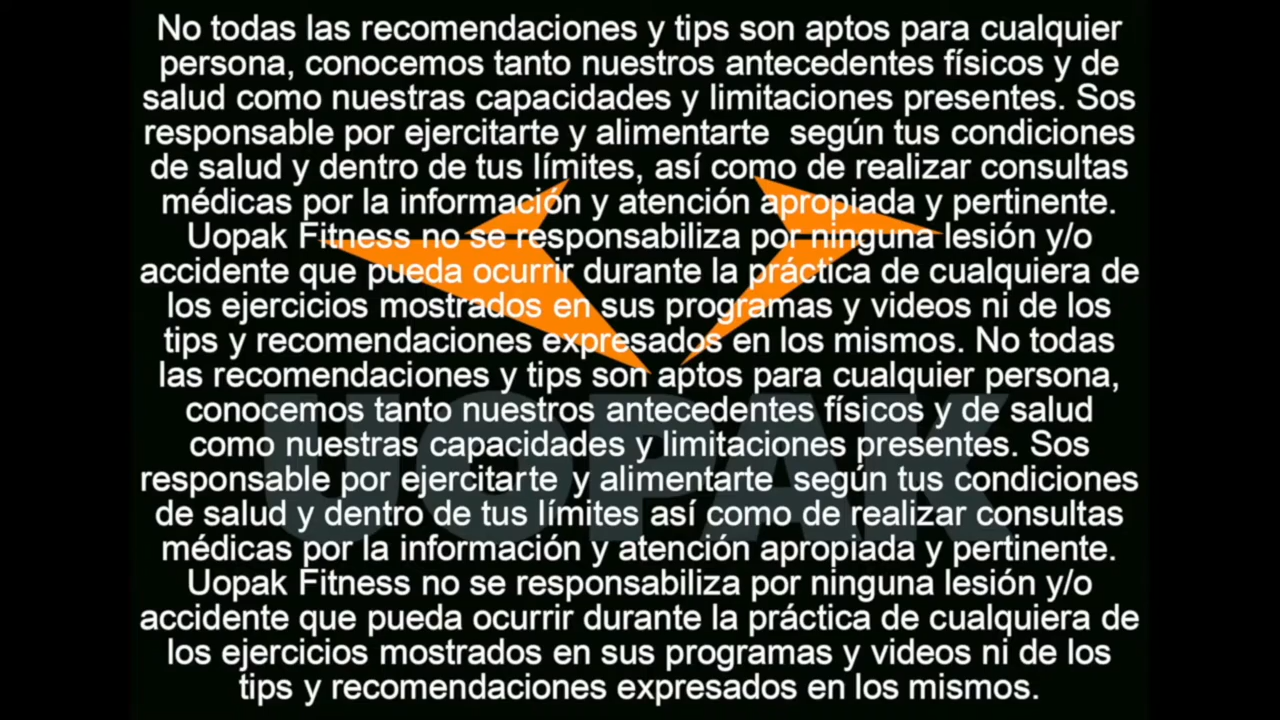 No todas las recomendaciones y tips son aptos para cualquier
persona, conocemos tanto nuestros antecedentes físicos y de
salud como nuestras capacidades y limitaciones presentes. Sos
responsable por ejercitarte y alimentarte  según tus condiciones
de salud y dentro de tus límites, así como de realizar consultas
médicas por la información y atención apropiada y pertinente.
Uopak Fitness no se responsabiliza por ninguna lesión y/o
accidente que pueda ocurrir durante la práctica de cualquiera de
los ejercicios mostrados en sus programas y videos ni de los
tips y recomendaciones expresados en los mismos. No todas
las recomendaciones y tips son aptos para cualquier persona,
conocemos tanto nuestros antecedentes físicos y de salud
como nuestras capacidades y limitaciones presentes. Sos
responsable por ejercitarte y alimentarte  según tus condiciones
de salud y dentro de tus límites así como de realizar consultas
médicas por la información y atención apropiada y pertinente.
Uopak Fitness no se responsabiliza por ninguna lesión y/o
accidente que pueda ocurrir durante la práctica de cualquiera de
los ejercicios mostrados en sus programas y videos ni de los
tips y recomendaciones expresados en los mismos.
UOPAK